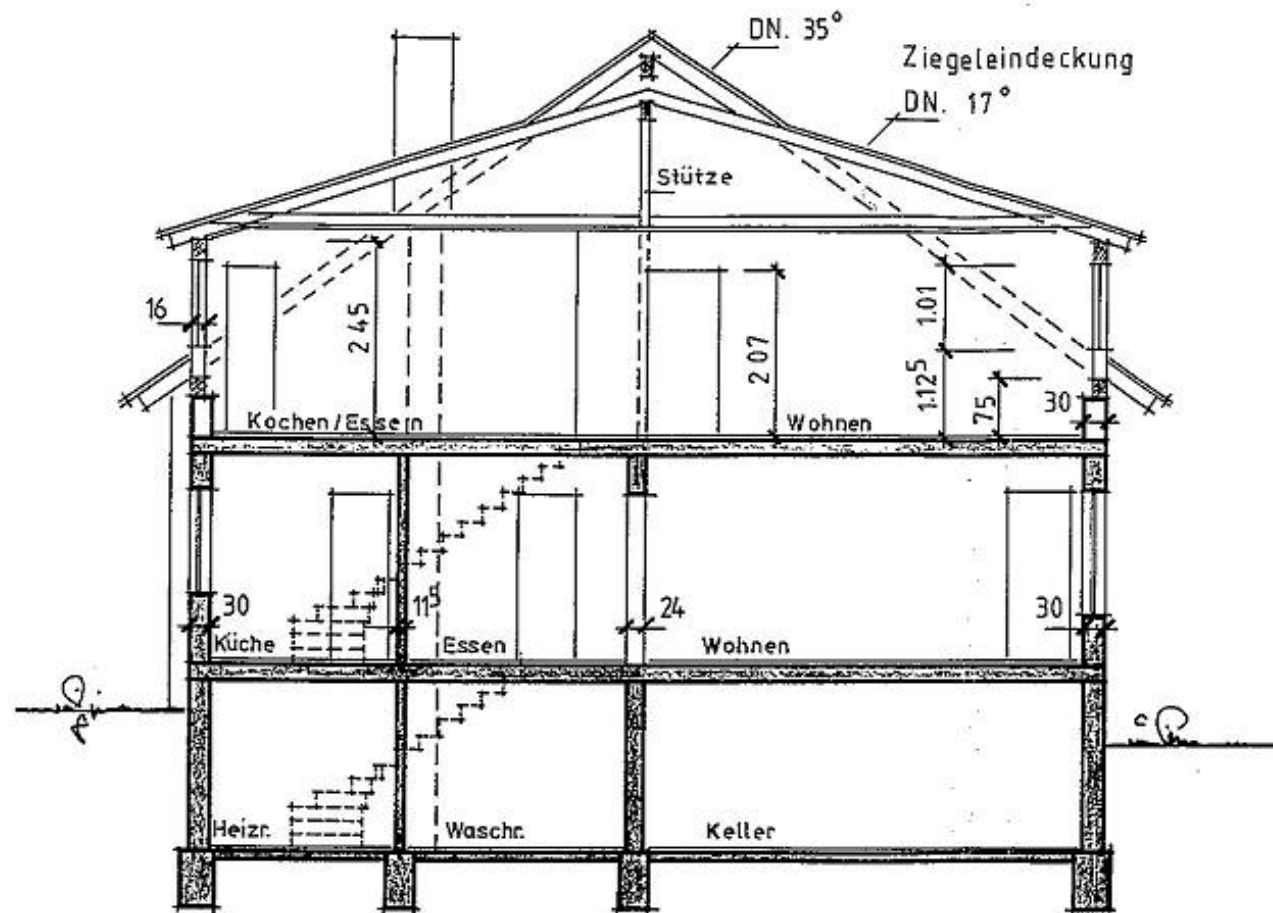 DN. 35°
Ziegeleindeckung
DN. 17°
Stütze
16
2 45
2 07
1.01
1.12⁵
75
30
Kochen/Essern
Wohnen
30
11⁵
24
30
Küche
Essen
Wohnen
Heizr.
Waschr.
Keller